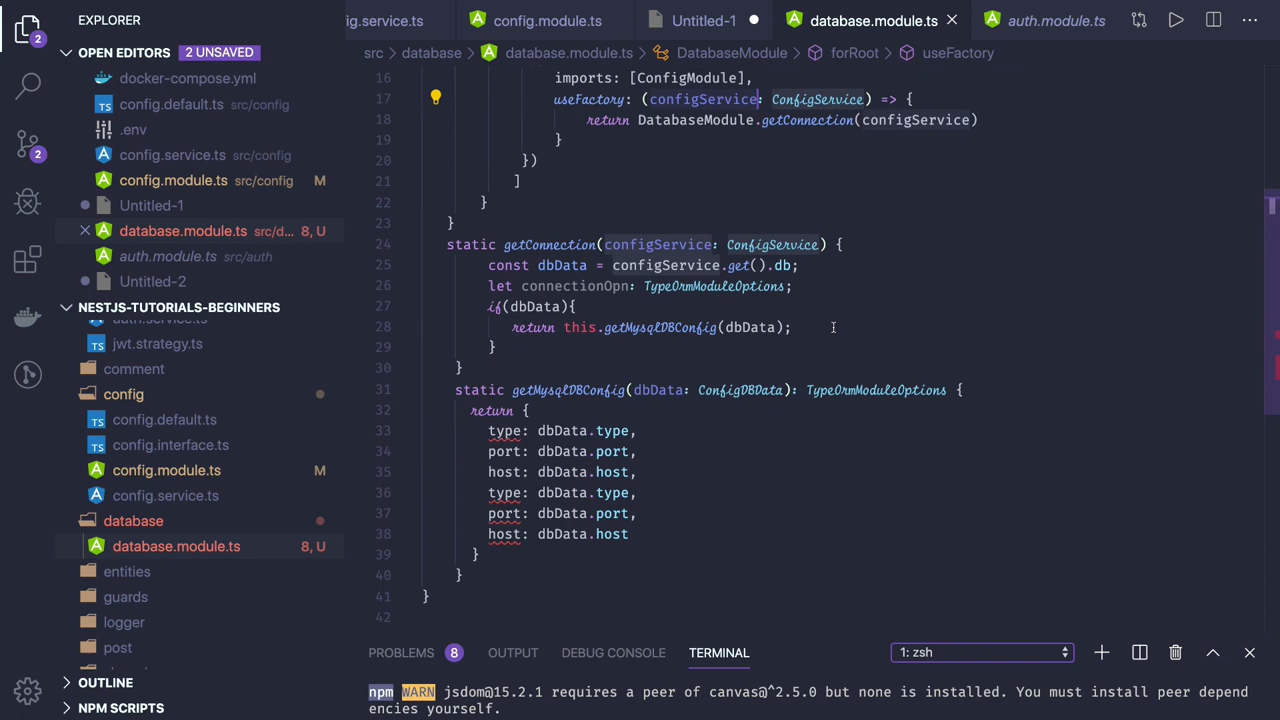 EXPLORER
ig.service.ts
config.module.ts
Untitled-1
database.module.ts
auth.module.ts
2
OPEN EDITORS 2 UNSAVED
docker-compose.yml
config.default.ts src/config
.env
config.service.ts src/config
config.module.ts src/config M
Untitled-1
database.module.ts src/d... 8, U
auth.module.ts src/auth
Untitled-2
NESTJS-TUTORIALS-BEGINNERS
auth.service.ts
jwt.strategy.ts
comment
config
config.default.ts
config.interface.ts
config.module.ts M
config.service.ts
database
database.module.ts 8, U
entities
guards
logger
post
OUTLINE
NPM SCRIPTS
2
src > database > database.module.ts > DatabaseModule > forRoot > useFactory
16 imports: [ConfigModule],
17 useFactory: (configService: ConfigService) => {
18 return DatabaseModule.getConnection(configService)
19 }
20 })
21 ]
22 }
23 }
24 static getConnection(configService: ConfigService) {
25 const dbData = configService.get().db;
26 let connectionOpn: TypeOrmModuleOptions;
27 if(dbData){
28 return this.getMysqlDBConfig(dbData);
29 }
30 }
31 static getMysqlDBConfig(dbData: ConfigDBData): TypeOrmModuleOptions {
32 return {
33 type: dbData.type,
34 port: dbData.port,
35 host: dbData.host,
36 type: dbData.type,
37 port: dbData.port,
38 host: dbData.host
39 }
40 }
41 }
42
PROBLEMS 8 OUTPUT DEBUG CONSOLE TERMINAL 1: zsh
npm WARN jsdom@15.2.1 requires a peer of canvas@^2.5.0 but none is installed. You must install peer depend
encies yourself.